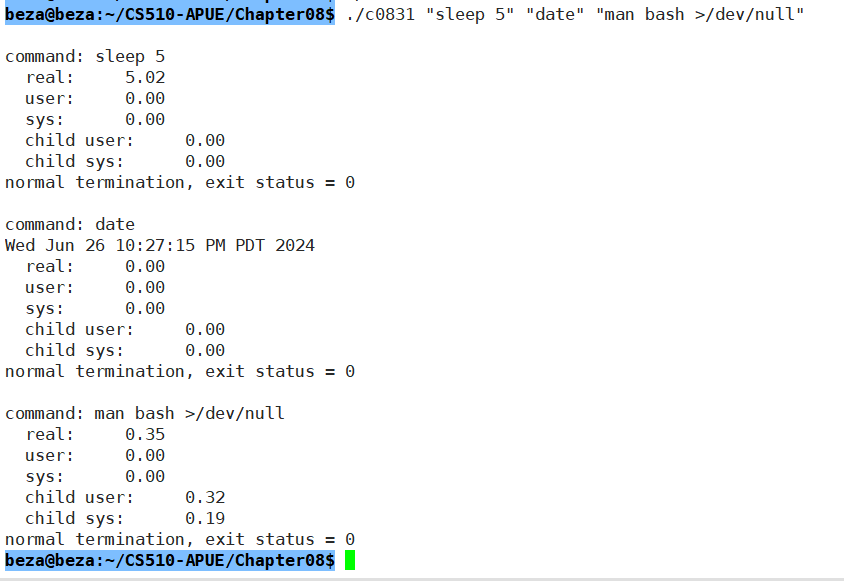 beza@beza:~/CS510-APUE/Chapter08$ ./c0831 "sleep 5" "date" "man bash >/dev/null"
command: sleep 5
real: 5.02
user: 0.00
sys: 0.00
child user: 0.00
child sys: 0.00
normal termination, exit status = 0
command: date
Wed Jun 26 10:27:15 PM PDT 2024
real: 0.00
user: 0.00
sys: 0.00
child user: 0.00
child sys: 0.00
normal termination, exit status = 0
command: man bash >/dev/null
real: 0.35
user: 0.00
sys: 0.00
child user: 0.32
child sys: 0.19
normal termination, exit status = 0
beza@beza:~/CS510-APUE/Chapter08$